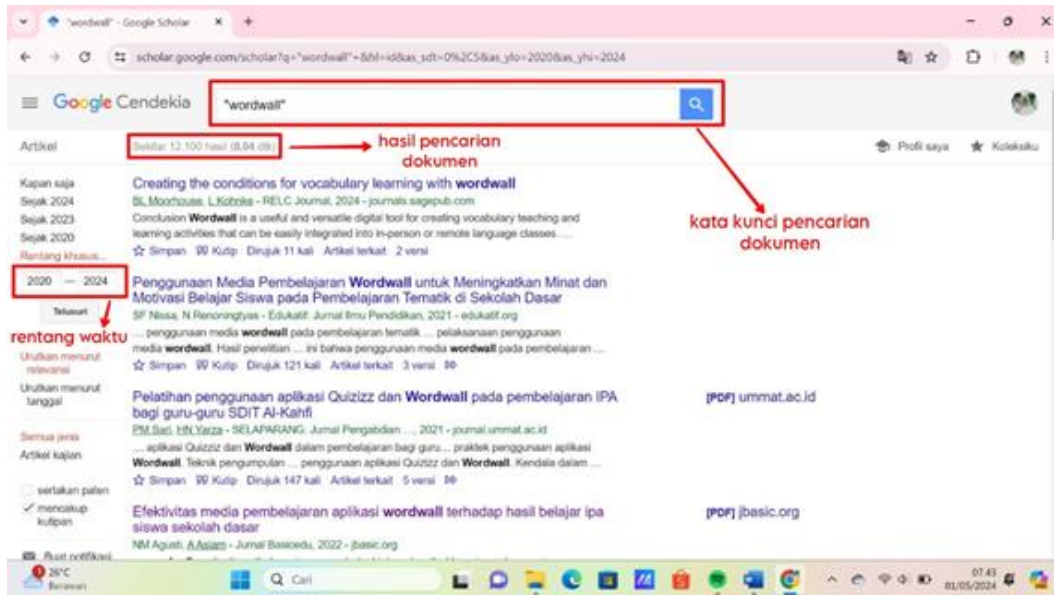 "wordwall" - Google Scholar
scholar.google.com/scholar?q="wordwall"+&hl=id&as_sdt=0%2C5&as_ylo=2020&as_yhi=2024
Google Cendekia
"wordwall"
Artikel
Sekitar 12.100 hasil (0,04 dtk)
hasil pencarian
dokumen
Profil saya
Koleksiku
kata kunci pencarian
dokumen
Kapan saja
Sejak 2024
Sejak 2023
Sejak 2020
Rentang khusus...
2020 — 2024
Telusuri
rentang waktu
Urutkan menurut
relevansi
Urutkan menurut
tanggal
Semua jenis
Artikel kajian
sertakan paten
mencakup
kutipan
Buat notifikasi
Creating the conditions for vocabulary learning with wordwall
BL Moorhouse, L Kohnke - RELC Journal, 2024 - journals.sagepub.com
Conclusion Wordwall is a useful and versatile digital tool for creating vocabulary teaching and
learning activities that can be easily integrated into in-person or remote language classes. ...
Simpan Kutip Dirujuk 11 kali Artikel terkait 2 versi
Penggunaan Media Pembelajaran Wordwall untuk Meningkatkan Minat dan
Motivasi Belajar Siswa pada Pembelajaran Tematik di Sekolah Dasar
SF Nissa, N Renoningtyas - Edukatif: Jurnal Ilmu Pendidikan, 2021 - edukatif.org
... penggunaan media wordwall pada pembelajaran tematik ... pelaksanaan penggunaan
media wordwall. Hasil penelitian ... ini bahwa penggunaan media wordwall pada pembelajaran ...
Simpan Kutip Dirujuk 121 kali Artikel terkait 3 versi
Pelatihan penggunaan aplikasi Quizizz dan Wordwall pada pembelajaran IPA
bagi guru-guru SDIT Al-Kahfi
PM Sari, HN Yarza - SELAPARANG: Jurnal Pengabdian ..., 2021 - journal.ummat.ac.id
... aplikasi Quizizz dan Wordwall dalam pembelajaran bagi guru ... praktek penggunaan aplikasi
Wordwall. Teknik pengumpulan ... penggunaan aplikasi Quizizz dan Wordwall. Kendala dalam ...
Simpan Kutip Dirujuk 147 kali Artikel terkait 5 versi
[PDF] ummat.ac.id
Efektivitas media pembelajaran aplikasi wordwall terhadap hasil belajar ipa
siswa sekolah dasar
NM Agusti, A Aslam - Jurnal Basicedu, 2022 - jbasic.org
[PDF] jbasic.org
26°C
Berawan
Cari
07.43
01/05/2024